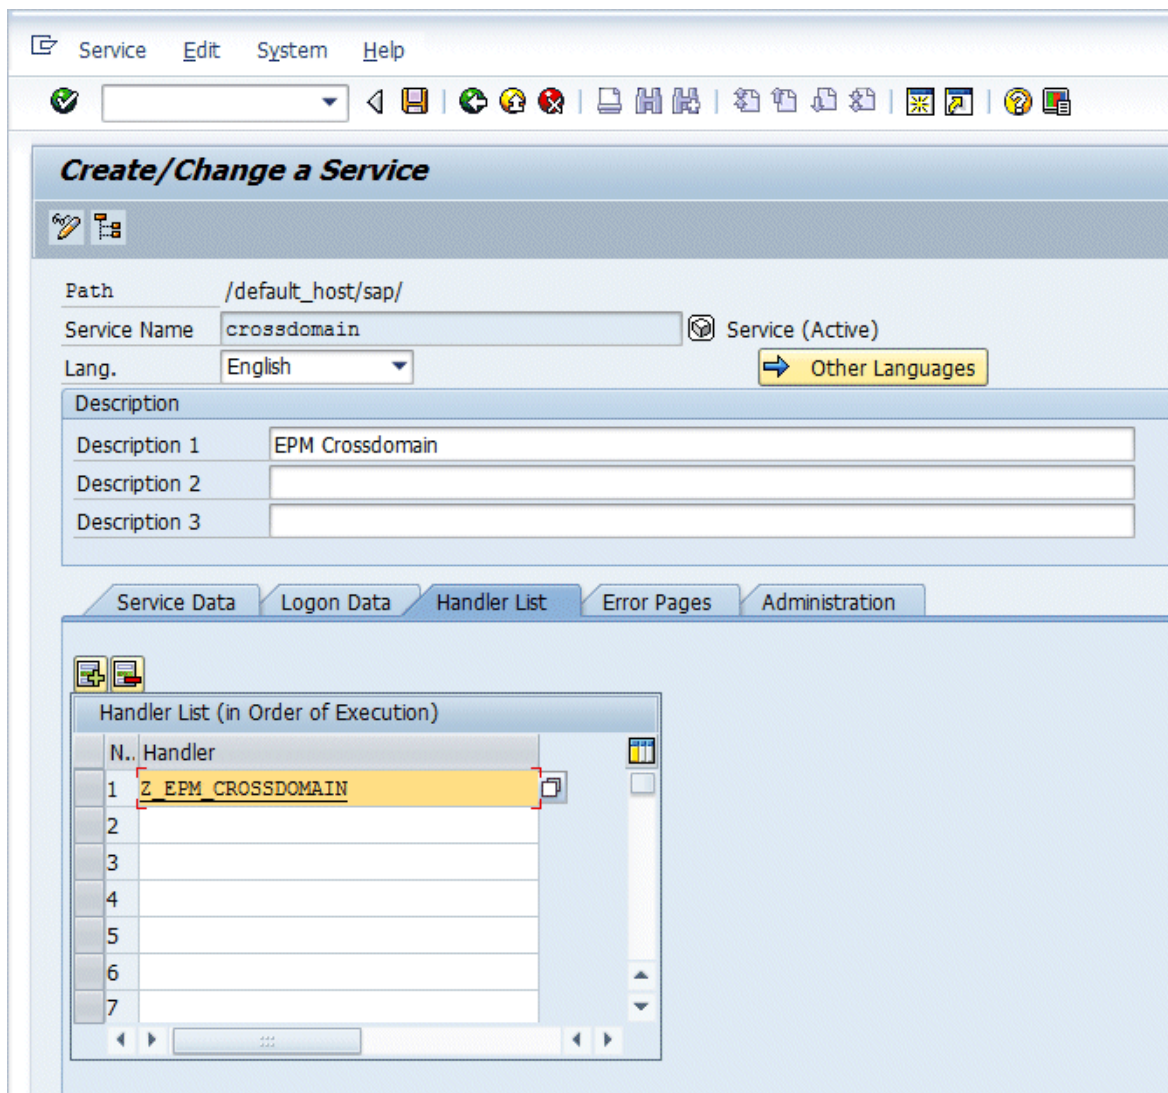 Service Edit System Help
Create/Change a Service
Path /default_host/sap/
Service Name crossdomain Service (Active)
Lang. English Other Languages
Description
Description 1 EPM Crossdomain
Description 2
Description 3
Service Data Logon Data Handler List Error Pages Administration
Handler List (in Order of Execution)
N.. Handler
1 Z_EPM_CROSSDOMAIN
2
3
4
5
6
7